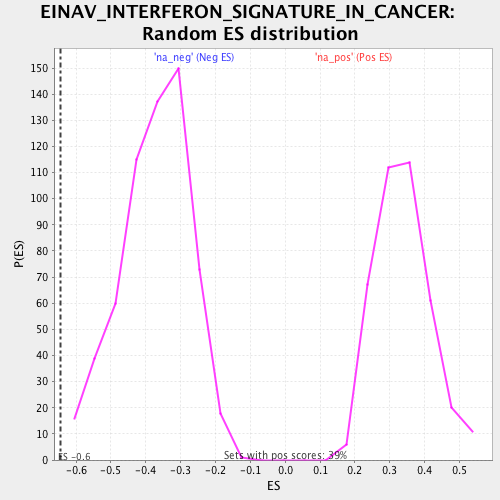 EINAV_INTERFERON_SIGNATURE_IN_CANCER:
Random ES distribution
'na_neg' (Neg ES) 'na_pos' (Pos ES)
150
140
130
120
110
100
90
80
70
60
50
40
30
20
10
0
P(ES)
ES -0.6 Sets with pos scores: 39%
-0.6 -0.5 -0.4 -0.3 -0.2 -0.1 0.0 0.1 0.2 0.3 0.4 0.5
ES